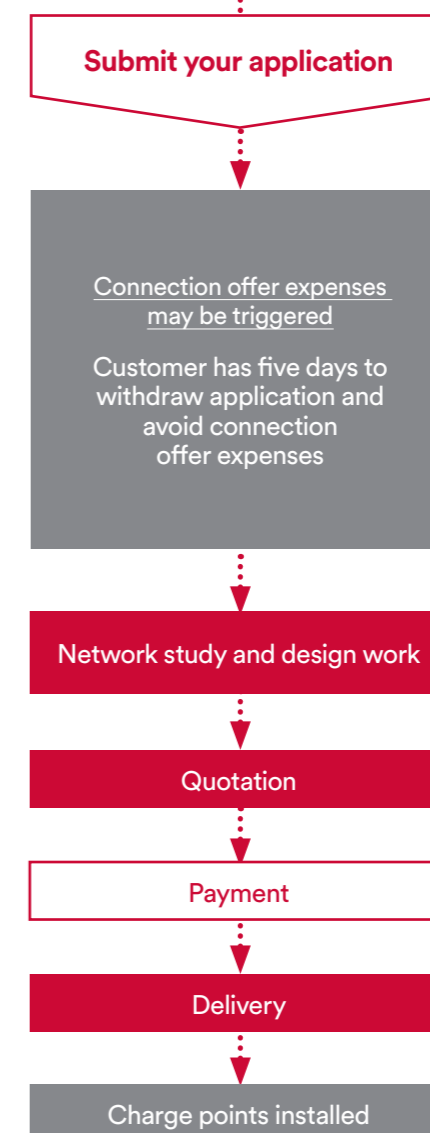 Submit your application
Connection offer expenses
may be triggered
Customer has five days to
withdraw application and
avoid connection
offer expenses
Network study and design work
Quotation
Payment
Delivery
Charge points installed